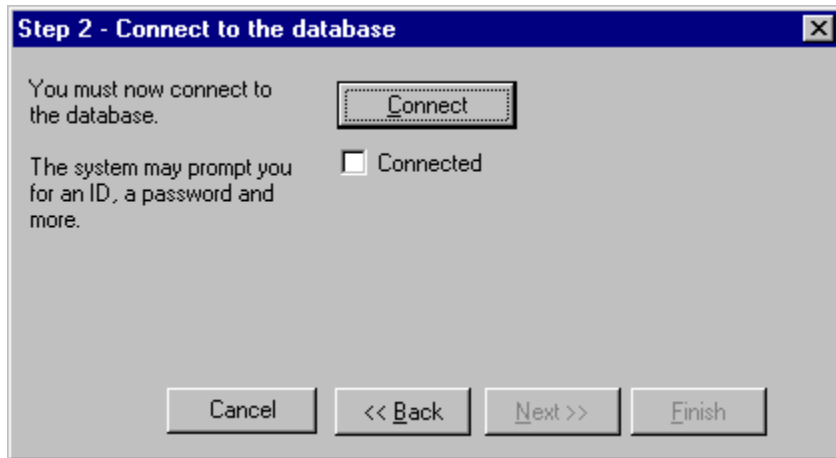 Step 2 - Connect to the database
You must now connect to
the database.
Connect
The system may prompt you
for an ID, a password and
more.
Connected
Cancel
<< Back
Next >>
Finish